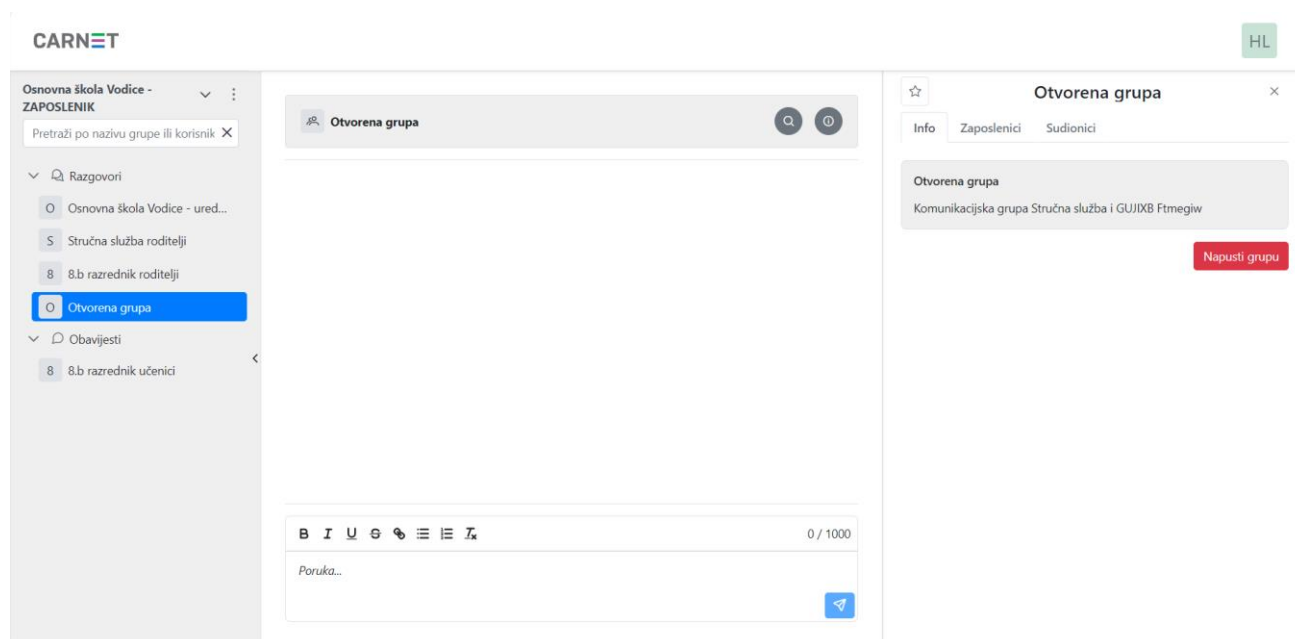 CARNET
HL
Osnovna škola Vodice -
ZAPOSLENIK
Pretraži po nazivu grupe ili korisnik
Razgovori
O Osnovna škola Vodice - ured...
S Stručna služba roditelji
8 8.b razrednik roditelji
O Otvorena grupa
Obavijesti
8 8.b razrednik učenici
Otvorena grupa
B I U S
0 / 1000
Poruka...
Otvorena grupa
Info Zaposlenici Sudionici
Otvorena grupa
Komunikacijska grupa Stručna služba i GUJIXB Ftmegiw
Napusti grupu